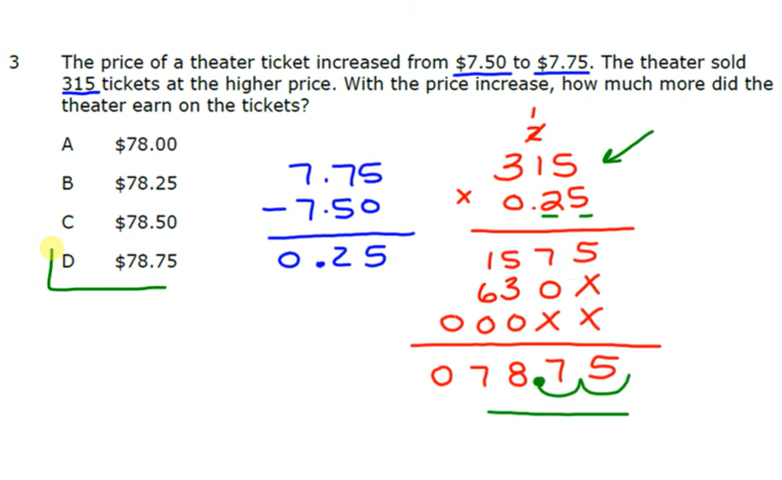 3 The price of a theater ticket increased from $7.50 to $7.75. The theater sold
315 tickets at the higher price. With the price increase, how much more did the
theater earn on the tickets?
A $78.00
B $78.25
C $78.50
D $78.75
7.75
-7.50
0.25
1
2
315
x 0.25
1575
630X
000XX
078.75